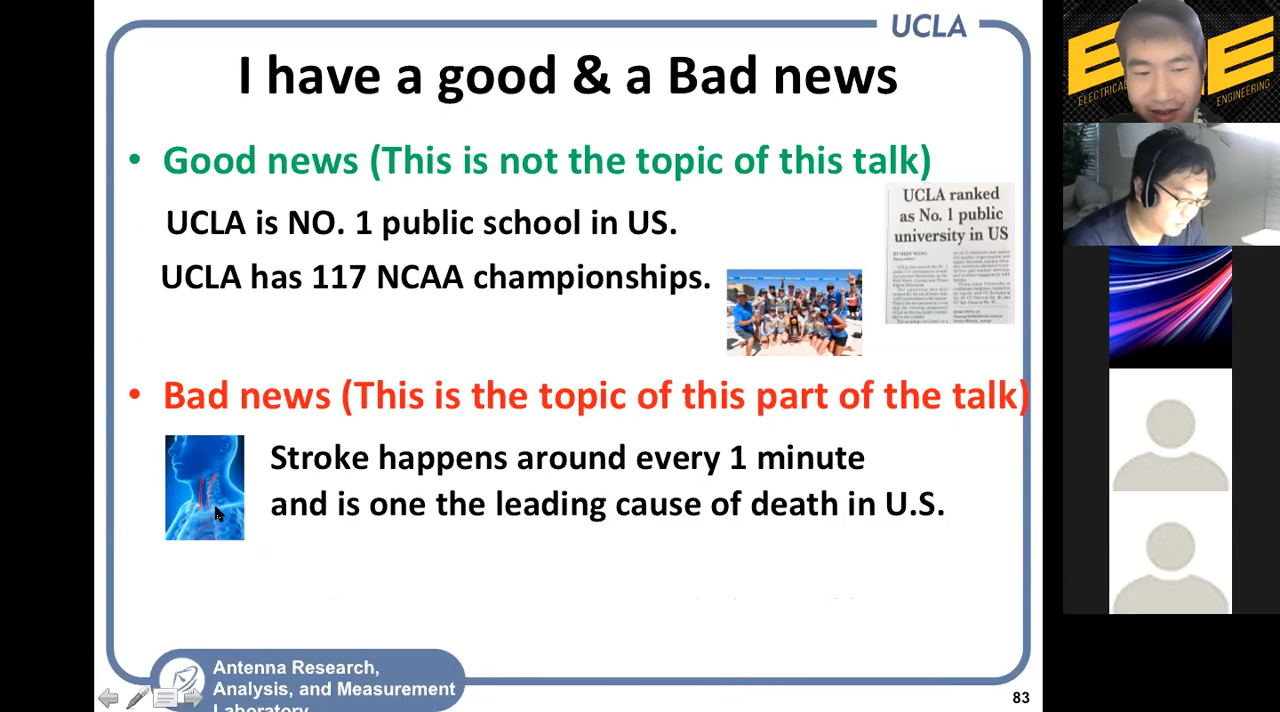 UCLA
I have a good & a Bad news
• Good news (This is not the topic of this talk)
UCLA is NO. 1 public school in US.
UCLA has 117 NCAA championships.
UCLA ranked
as No. 1 public
university in US
• Bad news (This is the topic of this part of the talk)
Stroke happens around every 1 minute
and is one the leading cause of death in U.S.
Antenna Research,
Analysis, and Measurement
Laboratory
83
ENGINEERING